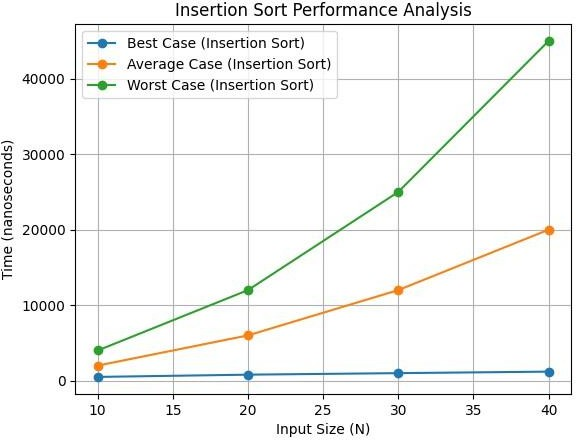 Insertion Sort Performance Analysis
Best Case (Insertion Sort)
Average Case (Insertion Sort)
Worst Case (Insertion Sort)
Time (nanoseconds)
40000
30000
20000
10000
0
10 15 20 25 30 35 40
Input Size (N)